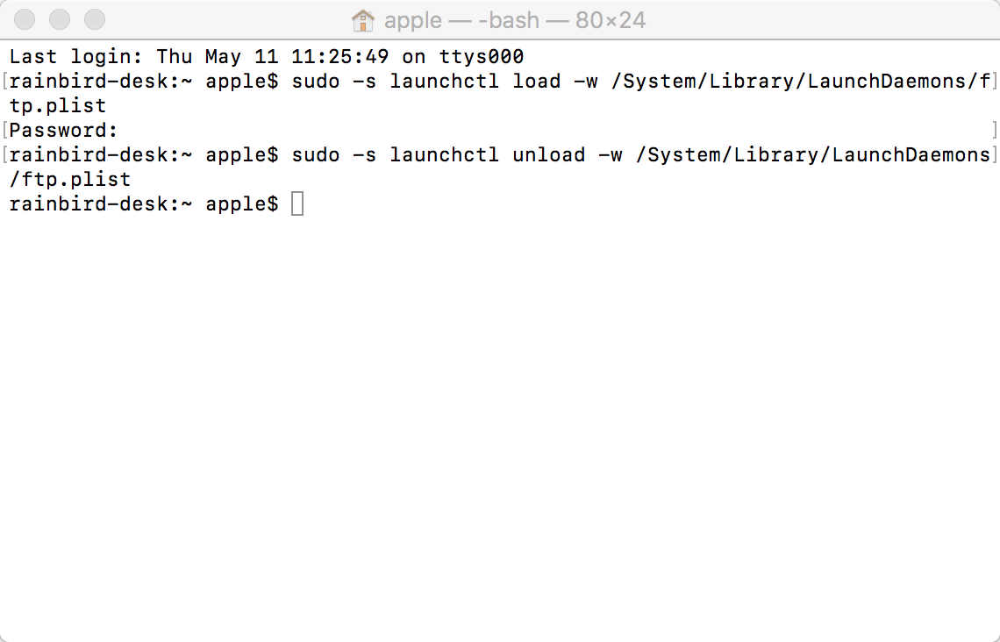 apple — -bash — 80×24
Last login: Thu May 11 11:25:49 on ttys000
[rainbird-desk:~ apple$ sudo -s launchctl load -w /System/Library/LaunchDaemons/f]
tp.plist
[Password: ]
[rainbird-desk:~ apple$ sudo -s launchctl unload -w /System/Library/LaunchDaemons]
/ftp.plist
rainbird-desk:~ apple$